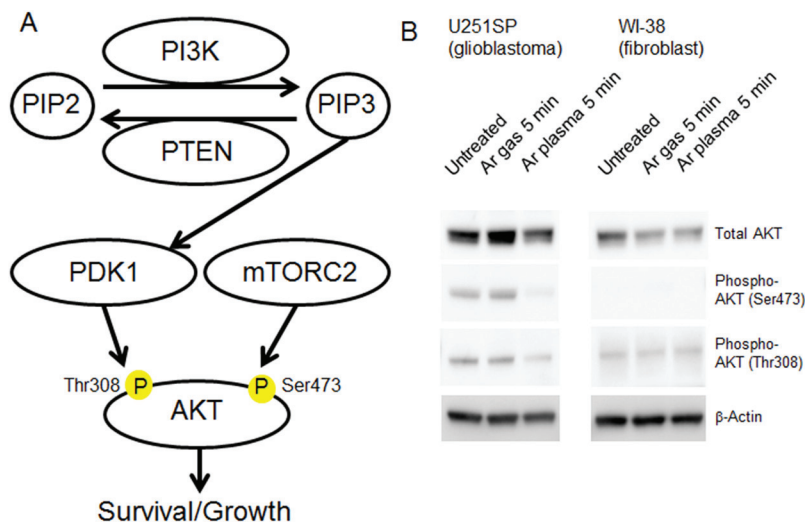 A
PI3K
PIP2
PIP3
PTEN
PDK1
mTORC2
Thr308
P
P
Ser473
AKT
Survival/Growth
B
U251SP
(glioblastoma)
WI-38
(fibroblast)
Untreated
Ar gas 5 min
Ar plasma 5 min
Untreated
Ar gas 5 min
Ar plasma 5 min
Total AKT
Phospho-
AKT (Ser473)
Phospho-
AKT (Thr308)
β-Actin